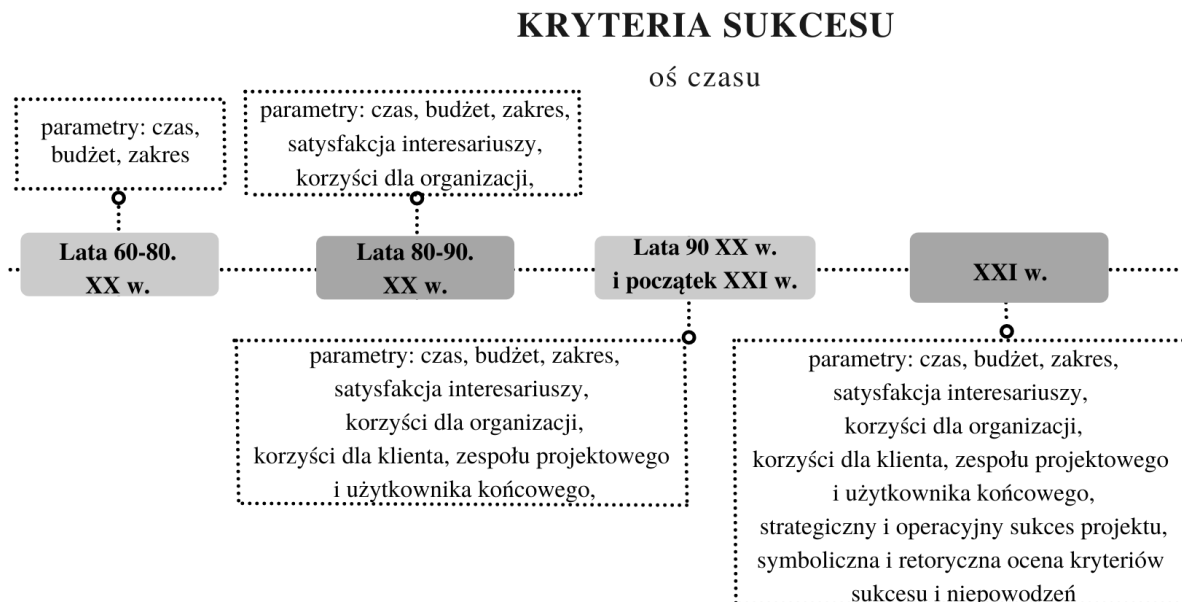 KRYTERIA SUKCESU
oś czasu
parametry: czas,
budżet, zakres
parametry: czas, budżet, zakres,
satysfakcja interesariuszy,
korzyści dla organizacji,
Lata 60-80.
XX w.
Lata 80-90.
XX w.
Lata 90 XX w.
i początek XXI w.
XXI w.
parametry: czas, budżet, zakres,
satysfakcja interesariuszy,
korzyści dla organizacji,
korzyści dla klienta, zespołu projektowego
i użytkownika końcowego,
parametry: czas, budżet, zakres,
satysfakcja interesariuszy,
korzyści dla organizacji,
korzyści dla klienta, zespołu projektowego
i użytkownika końcowego,
strategiczny i operacyjny sukces projektu,
symboliczna i retoryczna ocena kryteriów
sukcesu i niepowodzeń